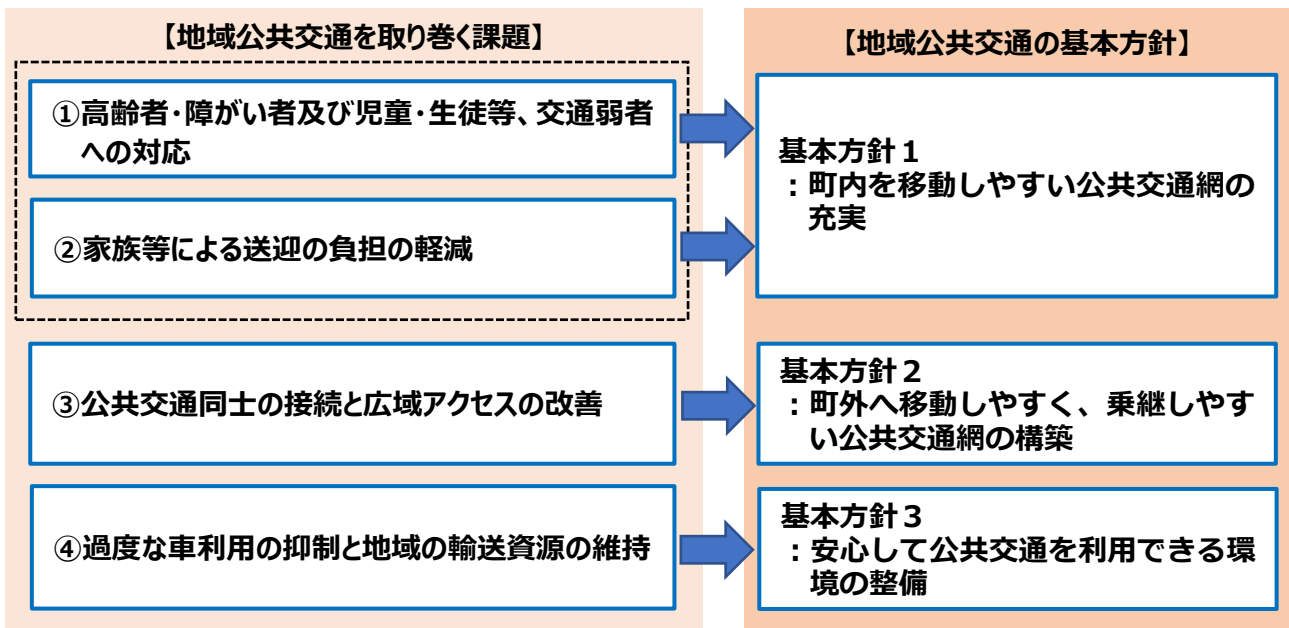 【地域公共交通を取り巻く課題】
①高齢者・障がい者及び児童・生徒等、交通弱者
への対応
②家族等による送迎の負担の軽減
③公共交通同士の接続と広域アクセスの改善
④過度な車利用の抑制と地域の輸送資源の維持
【地域公共交通の基本方針】
基本方針１
：町内を移動しやすい公共交通網の
充実
基本方針２
：町外へ移動しやすく、乗継しやす
い公共交通網の構築
基本方針３
：安心して公共交通を利用できる環
境の整備